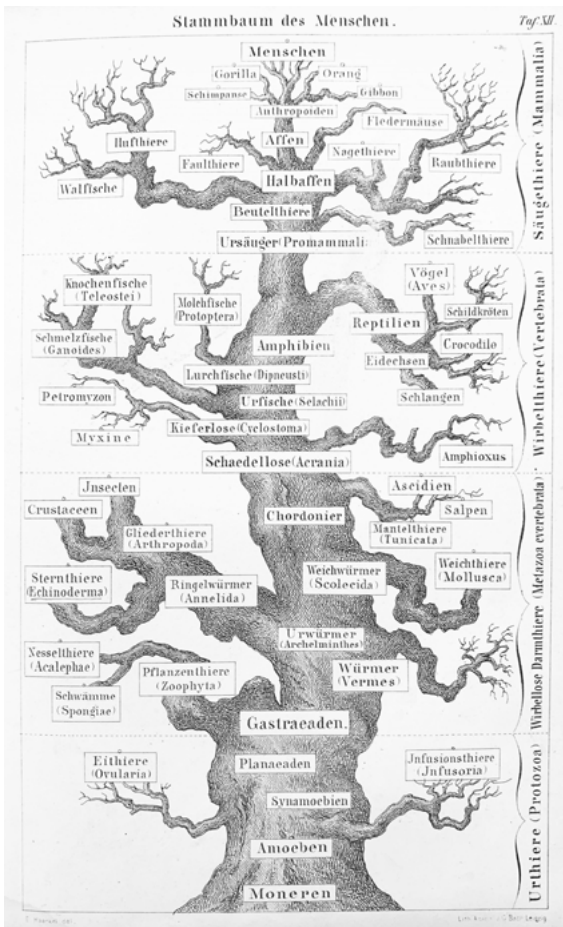 Stammbaum des Menschen.
Taf. XII.
Menschen
Gorilla
Orang
Schimpanse
Gibbon
Anthropoiden
Fledermäuse
Affen
Hufthiere
Nagethiere
Faulthiere
Raubthiere
Halbaffen
Walfische
Beutelthiere
Ursäuger (Promammali:
Schnabelthiere
Säugethiere (Mammalia)
Knochenfische
(Teleostei)
Molchfische
(Protoptera)
Vögel
(Aves)
Schildkröten
Reptilien
Schmelzfische
(Ganoides)
Amphibien
Crocodile
Eidechsen
Lurchfische (Dipneusti)
Petromyzon
Urfische (Selachii)
Schlangen
Kieferlose (Cyclostoma)
Myxine
Amphioxus
Schaedellose (Acrania)
Wirbelthiere (Vertebrata)
Jnsecten
Ascidien
Crustaceen
Salpen
Chordonier
Gliederthiere
(Arthropoda)
Mantelthiere
(Tunicata)
Sternthiere
(Echinoderma)
Ringelwürmer
(Annelida)
Weichwürmer
(Scolecida)
Weichthiere
(Mollusca)
Urwürmer
(Archelminthes)
Nesselthiere
(Acalephae)
Pflanzenthiere
(Zoophyta)
Würmer
(Vermes)
Schwämme
(Spongiae)
Gastraeaden.
Wirbellose Darmthiere (Metazoa evertebrata)
Planaeaden
Eithiere
(Ovularia)
Jnfusionsthiere
(Jnfusoria)
Synamoebien
Amoeben
Moneren
Urthiere (Protozoa)